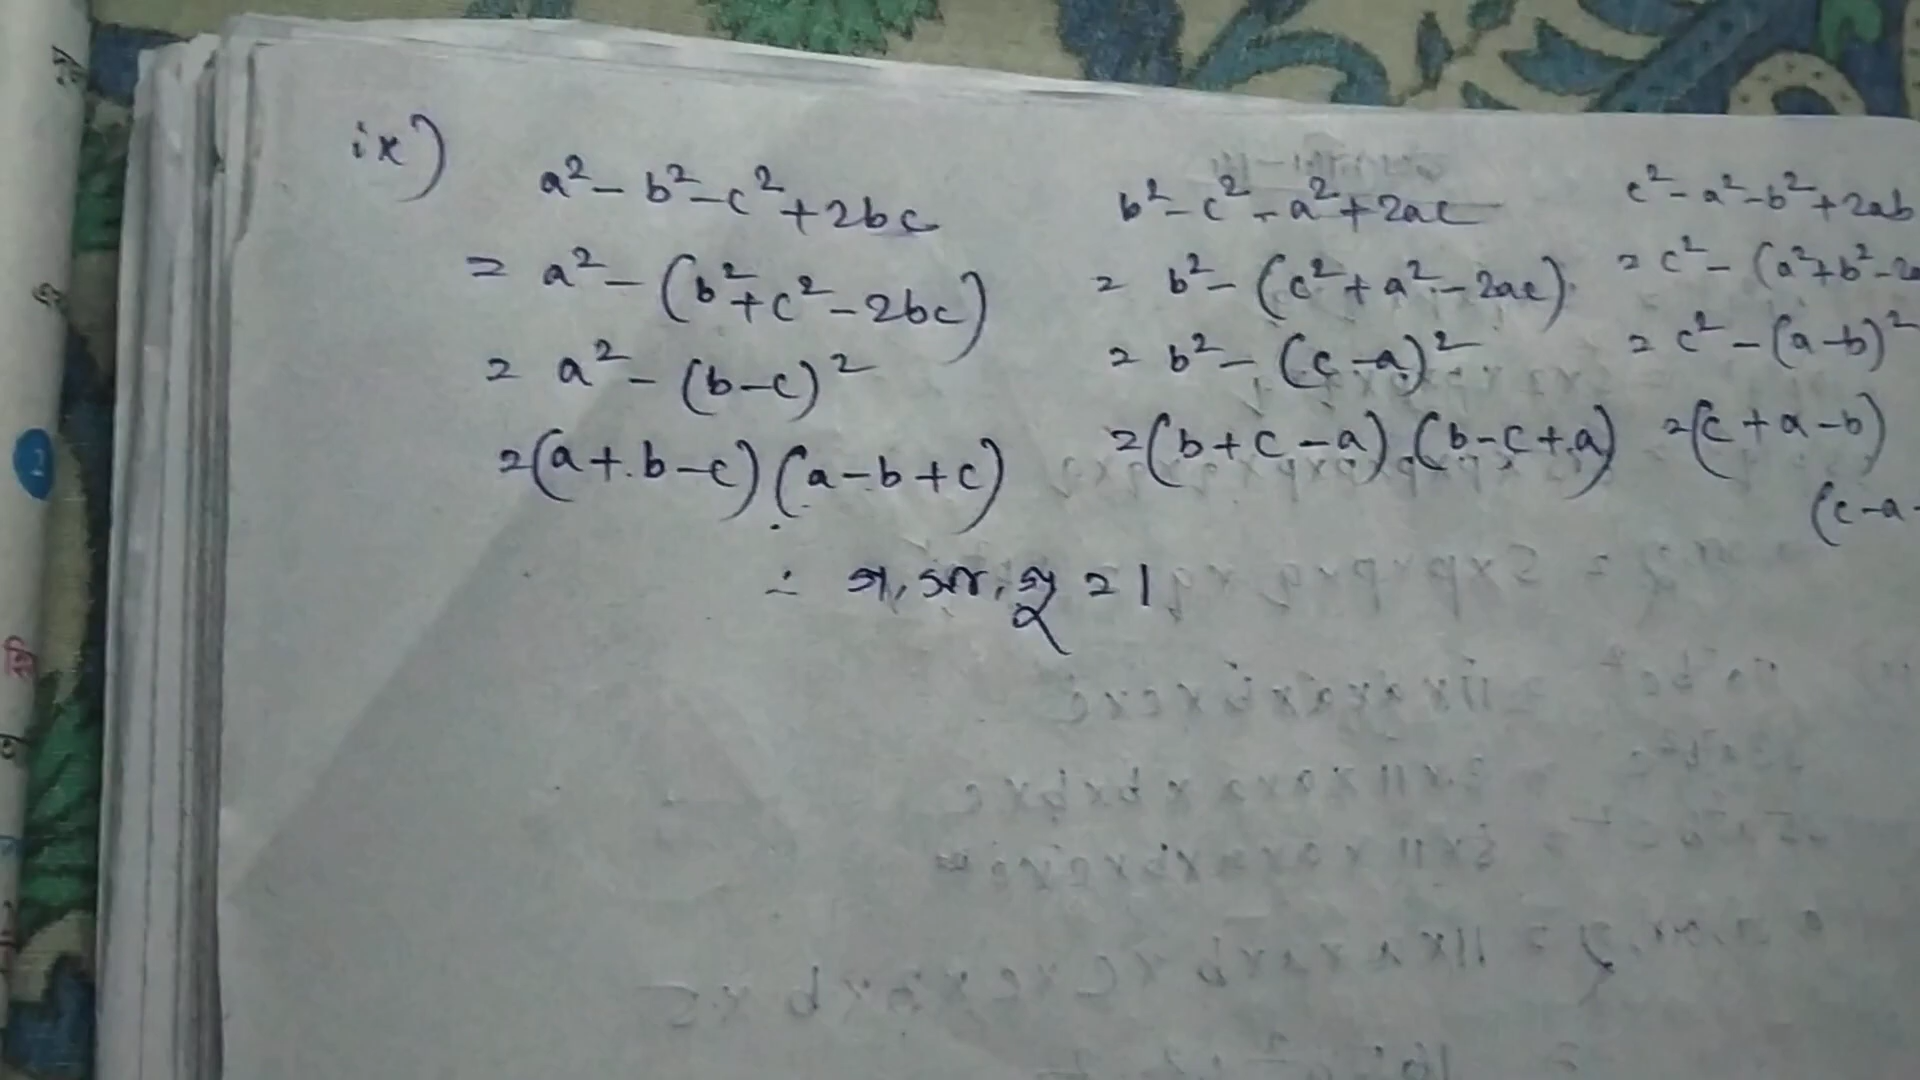 ix)
a² - b² - c² + 2bc
= a² - (b² + c² - 2bc)
= a² - (b - c)²
= (a + b - c) (a - b + c)
b² - c² - a² + 2ac
= b² - (c² + a² - 2ac)
= b² - (c - a)²
= (b + c - a) (b - c + a)
c² - a² - b² + 2ab
= c² - (a² + b² - 2a
= c² - (a - b)²
= (c + a - b)
(c - a -
∴ গ. সা. গু = 1